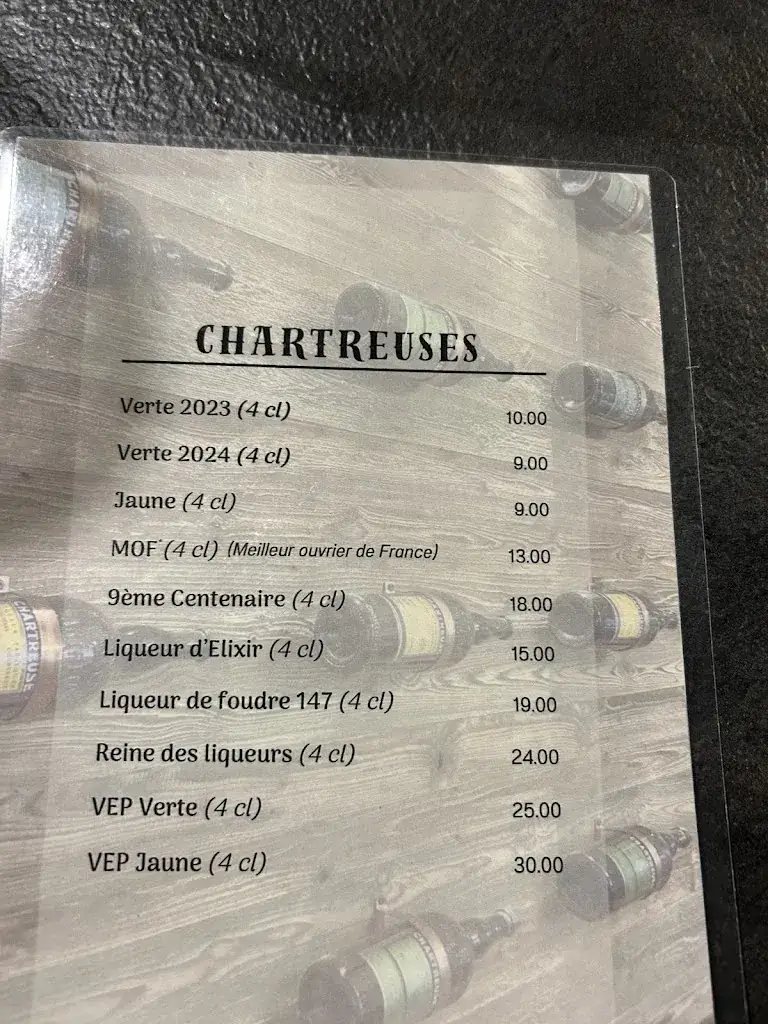 CHARTREUSES
Verte 2023 (4 cl) 10.00
Verte 2024 (4 cl) 9.00
Jaune (4 cl) 9.00
MOF (4 cl) (Meilleur ouvrier de France) 13.00
9ème Centenaire (4 cl) 18.00
Liqueur d'Elixir (4 cl) 15.00
Liqueur de foudre 147 (4 cl) 19.00
Reine des liqueurs (4 cl) 24.00
VEP Verte (4 cl) 25.00
VEP Jaune (4 cl) 30.00
CHARTREUSE